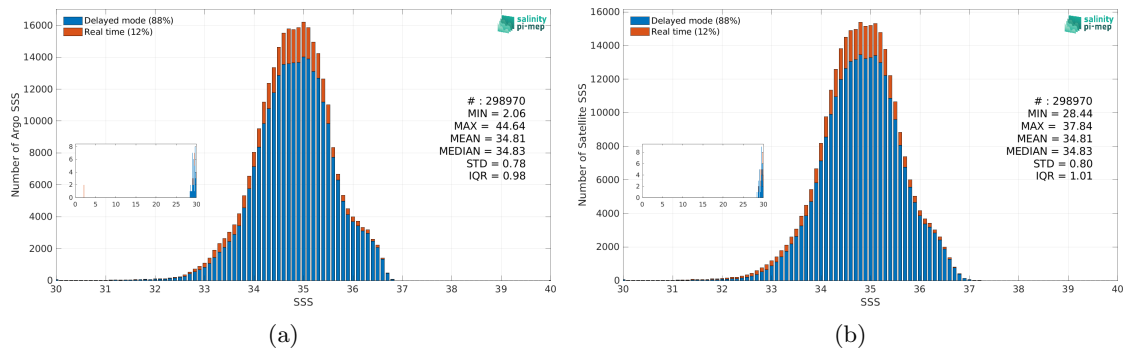 Delayed mode (88%)
Real time (12%)
salinity
pi-mep
16000
14000
12000
10000
8000
6000
4000
2000
0
Number of Argo SSS
# : 298970
MIN = 2.06
MAX = 44.64
MEAN = 34.81
MEDIAN = 34.83
STD = 0.78
IQR = 0.98
8
6
4
2
0
0 5 10 15 20 25 30
30 31 32 33 34 35 36 37 38 39 40
SSS
(a)
Delayed mode (88%)
Real time (12%)
salinity
pi-mep
16000
14000
12000
10000
8000
6000
4000
2000
0
Number of Satellite SSS
# : 298970
MIN = 28.44
MAX = 37.84
MEAN = 34.81
MEDIAN = 34.83
STD = 0.80
IQR = 1.01
8
6
4
2
0
0 5 10 15 20 25 30
30 31 32 33 34 35 36 37 38 39 40
SSS
(b)